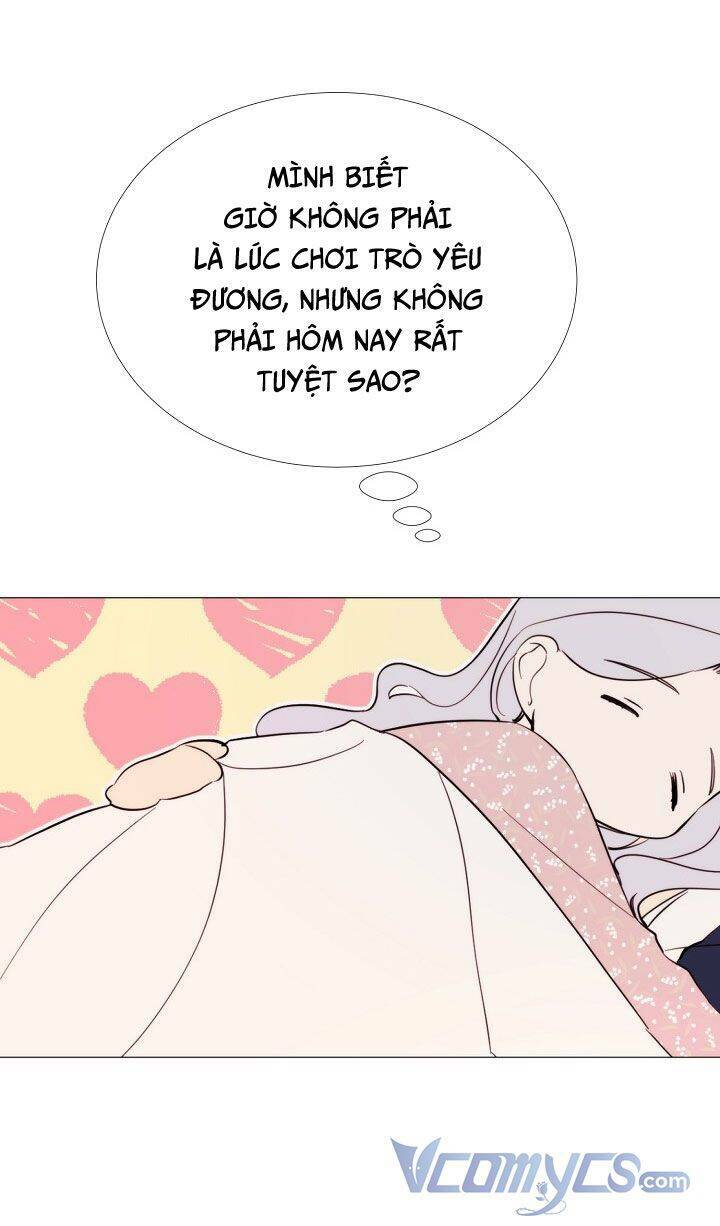 MÌNH BIẾT
GIỜ KHÔNG PHẢI
LÀ LÚC CHƠI TRÒ YÊU
ĐƯƠNG, NHƯNG KHÔNG
PHẢI HÔM NAY RẤT
TUYỆT SAO?
VCOMYCS.com